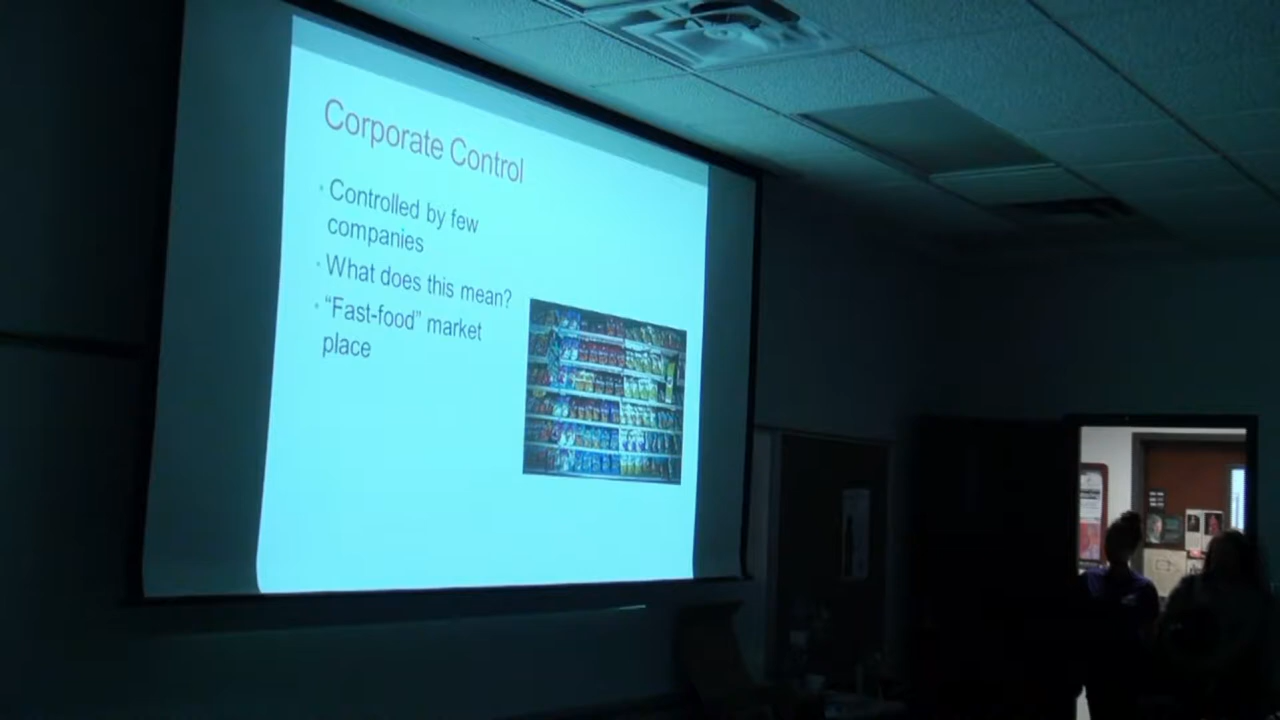 Corporate Control
Controlled by few
companies
What does this mean?
"Fast-food" market
place